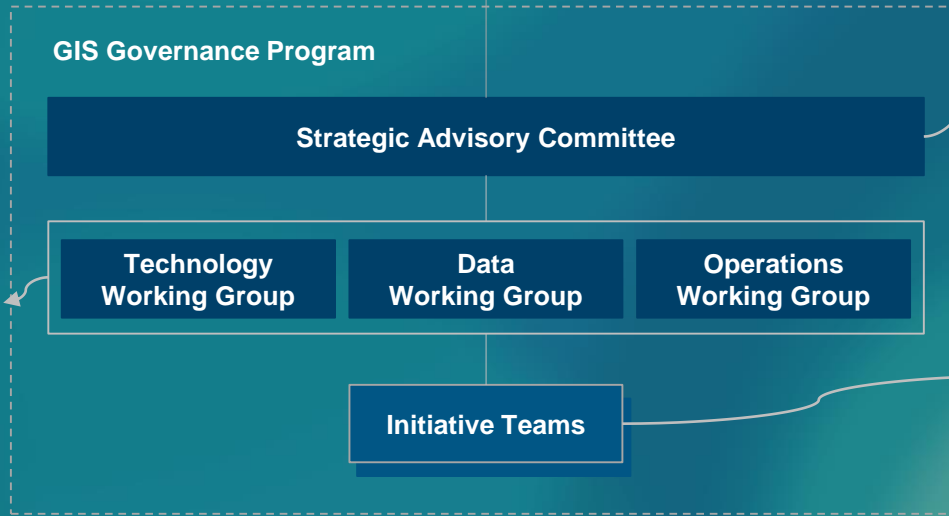 GIS Governance Program
Strategic Advisory Committee
Technology
Working Group
Data
Working Group
Operations
Working Group
Initiative Teams